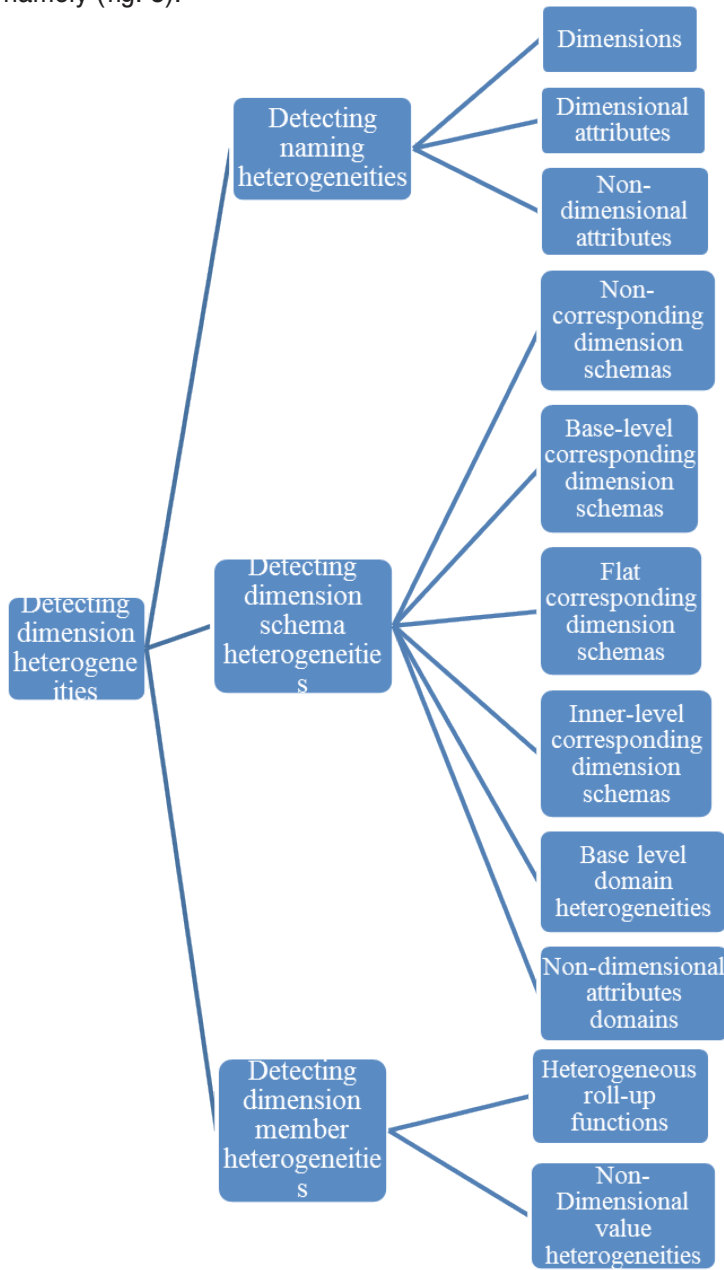 namely (fig. 3).
Dimensions
Detecting
naming
heterogeneities
Dimensional
attributes
Non-
dimensional
attributes
Non-
corresponding
dimension
schemas
Base-level
corresponding
dimension
schemas
Detecting
dimension
schema
heterogeneitie
s
Flat
corresponding
dimension
schemas
Detecting
dimension
heterogene
ities
Inner-level
corresponding
dimension
schemas
Base level
domain
heterogeneities
Non-dimensional
attributes
domains
Detecting
dimension
member
heterogeneitie
s
Heterogeneous
roll-up
functions
Non-
Dimensional
value
heterogeneities